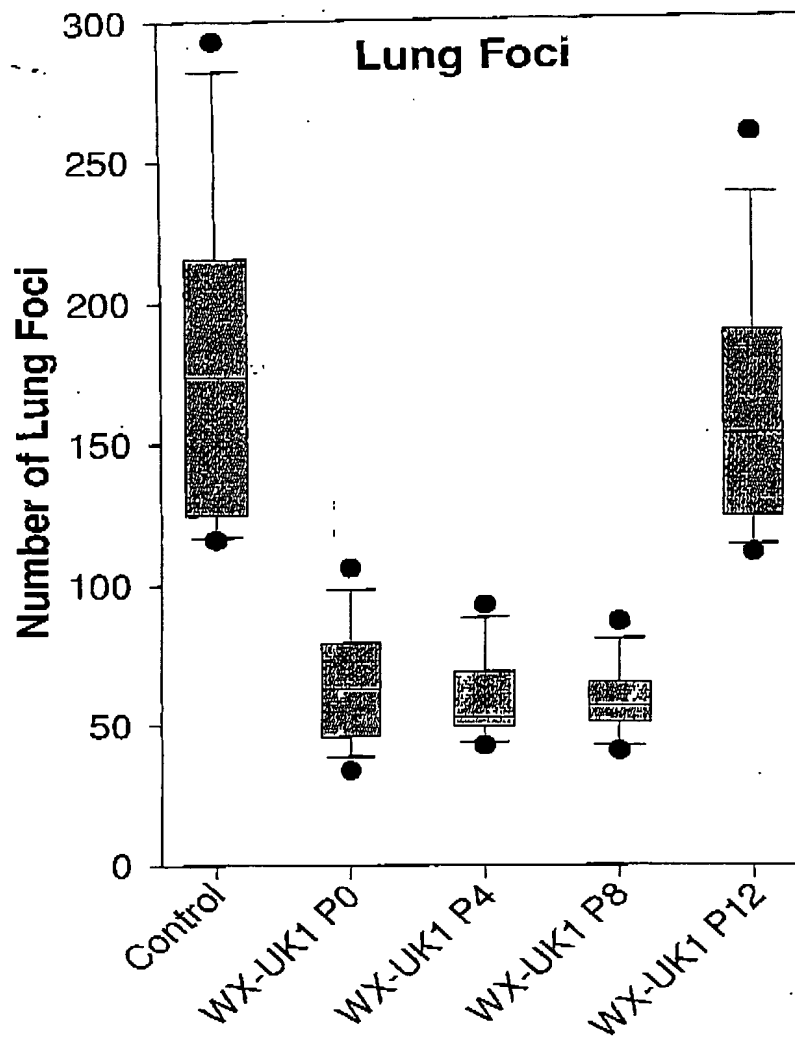 Lung Foci
Number of Lung Foci
300
250
200
150
100
50
0
Control
WX-UK1 P0
WX-UK1 P4
WX-UK1 P8
WX-UK1 P12